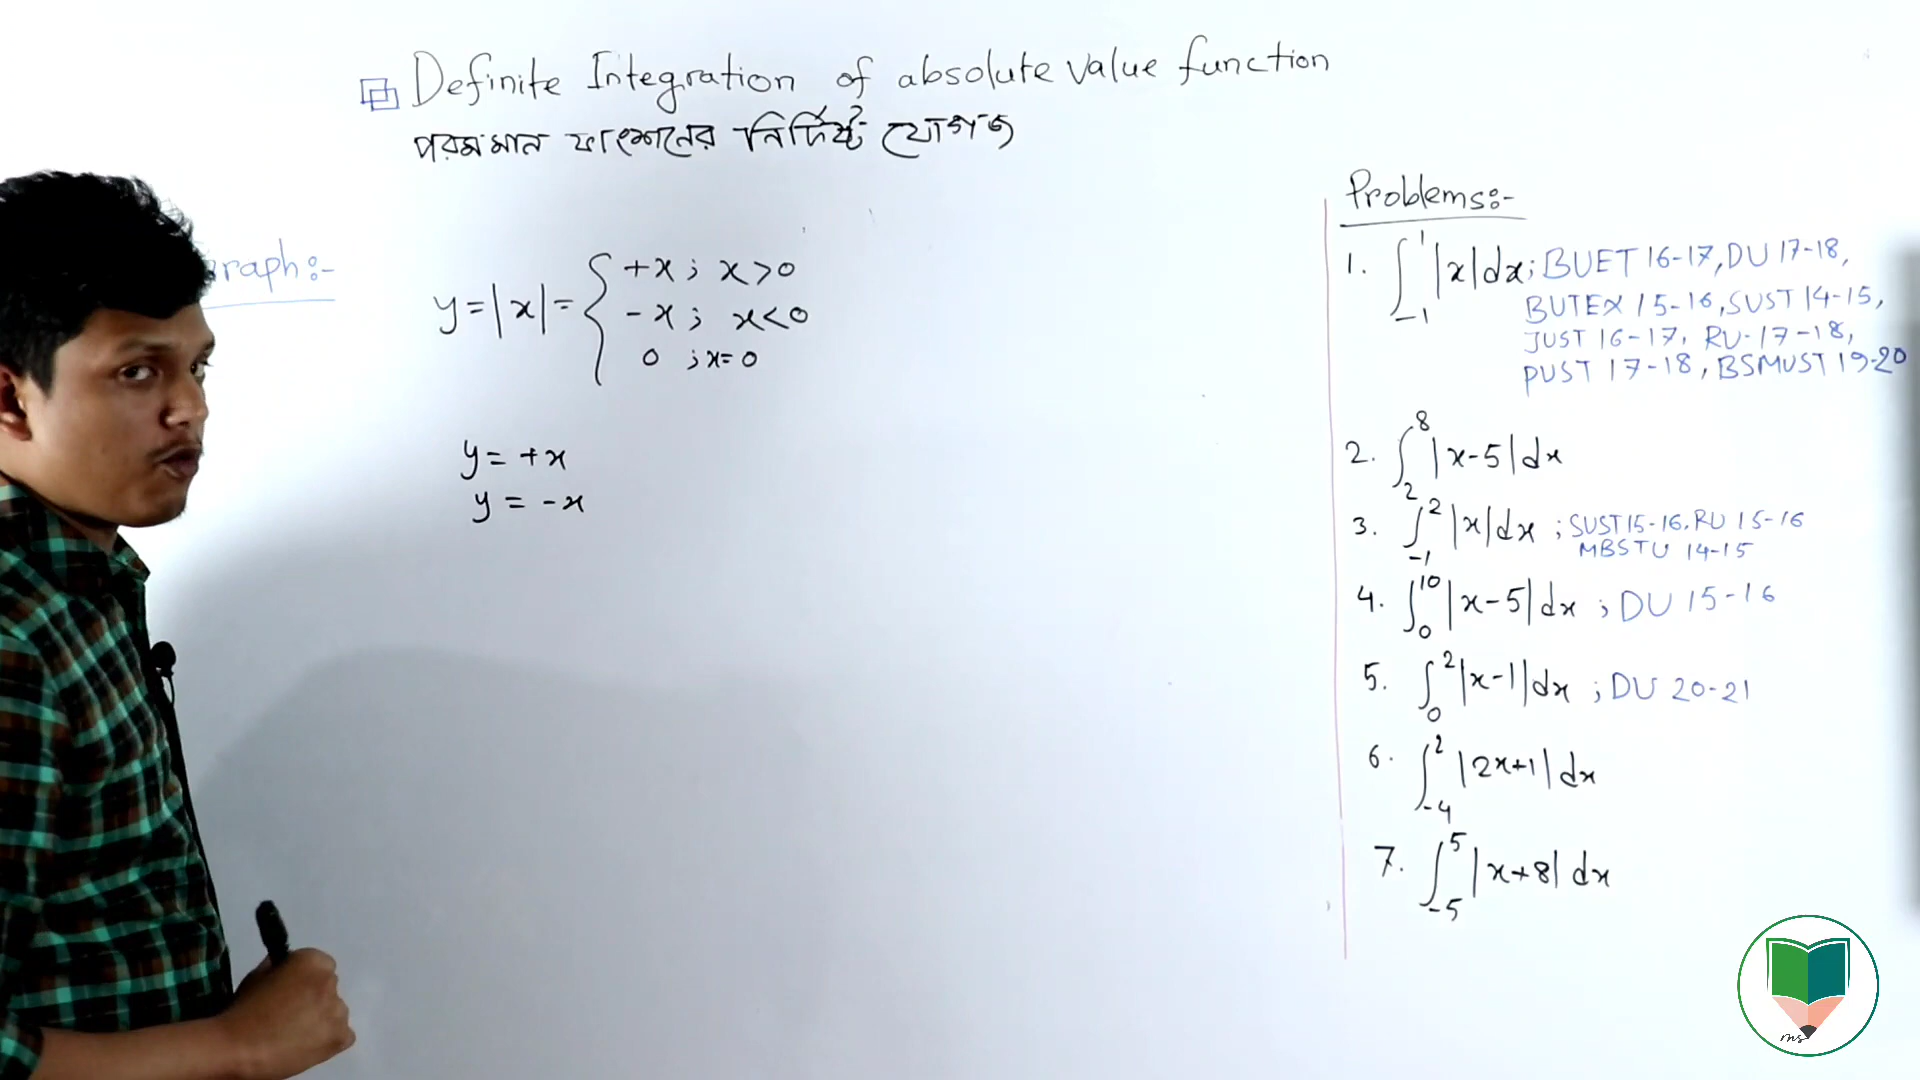 Definite Integration of absolute value function
পরমমান ফাংশনের নির্দিষ্ট যোগজ
raph:-
y=|x|= { +x ; x>0
-x ; x<0
0 ; x=0
y = +x
y = -x
Problems:-
1. ∫_{-1}^{1} |x|dx; BUET 16-17, DU 17-18,
BUTEX 15-16, SUST 14-15,
JUST 16-17, RU-17-18,
PUST 17-18, BSMUST 19-20
2. ∫_{2}^{8} |x-5|dx
3. ∫_{-1}^{2} |x|dx ; SUST 15-16, RU 15-16
MBSTU 14-15
4. ∫_{0}^{10} |x-5|dx ; DU 15-16
5. ∫_{0}^{2} |x-1|dx ; DU 20-21
6. ∫_{-4}^{2} |2x+1|dx
7. ∫_{-5}^{5} |x+8| dx
ms